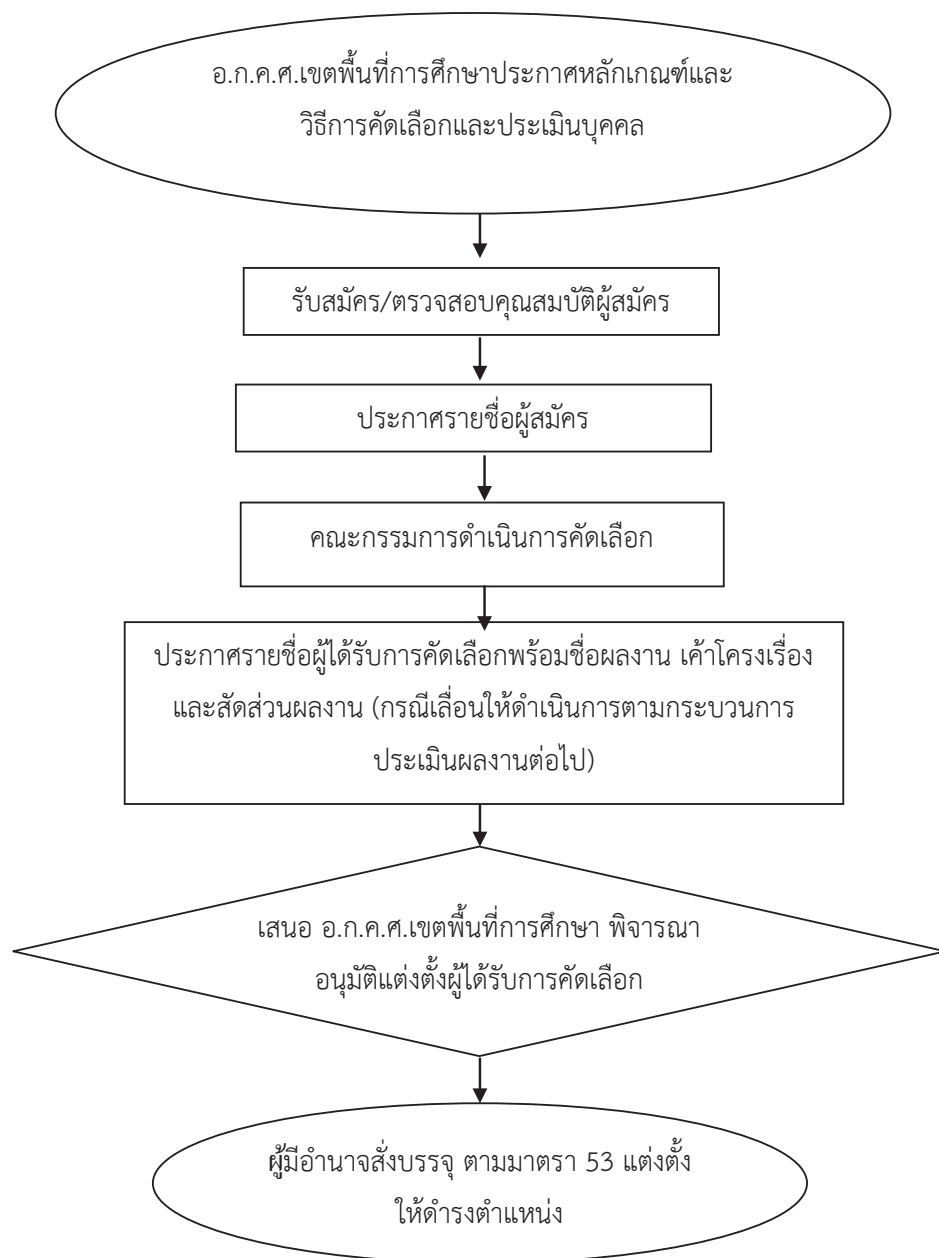 อ.ก.ค.ศ.เขตพื้นที่การศึกษาประกาศหลักเกณฑ์และ
วิธีการคัดเลือกและประเมินบุคคล
รับสมัคร/ตรวจสอบคุณสมบัติผู้สมัคร
ประกาศรายชื่อผู้สมัคร
คณะกรรมการดำเนินการคัดเลือก
ประกาศรายชื่อผู้ได้รับการคัดเลือกพร้อมชื่อผลงาน เค้าโครงเรื่อง
และสัดส่วนผลงาน (กรณีเลื่อนให้ดำเนินการตามกระบวนการ
ประเมินผลงานต่อไป)
เสนอ อ.ก.ค.ศ.เขตพื้นที่การศึกษา พิจารณา
อนุมัติแต่งตั้งผู้ได้รับการคัดเลือก
ผู้มีอำนาจสั่งบรรจุ ตามมาตรา 53 แต่งตั้ง
ให้ดำรงตำแหน่ง